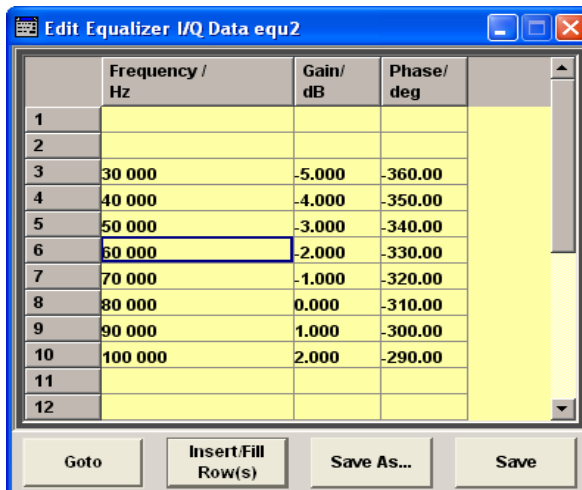 Edit Equalizer I/Q Data equ2
Frequency / Hz Gain/ dB Phase/ deg
1
2
3 30 000 -5.000 -360.00
4 40 000 -4.000 -350.00
5 50 000 -3.000 -340.00
6 60 000 -2.000 -330.00
7 70 000 -1.000 -320.00
8 80 000 0.000 -310.00
9 90 000 1.000 -300.00
10 100 000 2.000 -290.00
11
12
Goto Insert/Fill Row(s) Save As... Save